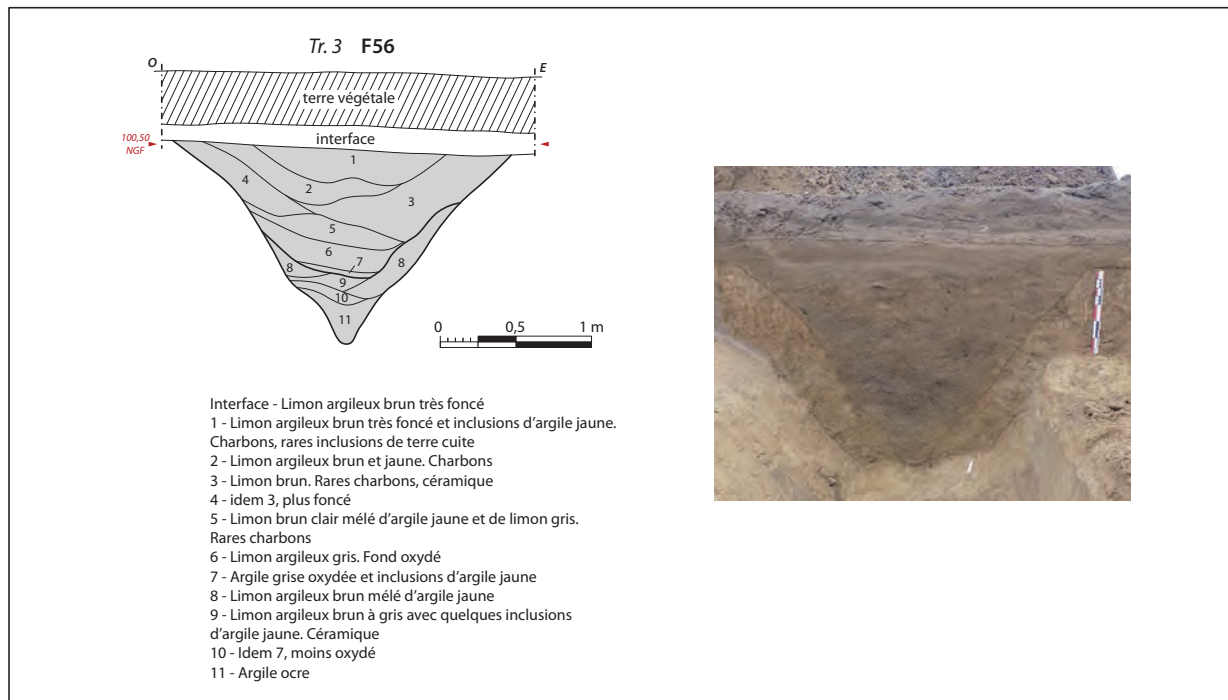 Tr. 3 F56
O
E
terre végétale
100,50
NGF
interface
1
2
3
4
5
6
7
8
8
9
10
11
0 0,5 1 m
Interface - Limon argileux brun très foncé
1 - Limon argileux brun très foncé et inclusions d'argile jaune.
Charbons, rares inclusions de terre cuite
2 - Limon argileux brun et jaune. Charbons
3 - Limon brun. Rares charbons, céramique
4 - idem 3, plus foncé
5 - Limon brun clair mélé d'argile jaune et de limon gris.
Rares charbons
6 - Limon argileux gris. Fond oxydé
7 - Argile grise oxydée et inclusions d'argile jaune
8 - Limon argileux brun mélé d'argile jaune
9 - Limon argileux brun à gris avec quelques inclusions
d'argile jaune. Céramique
10 - Idem 7, moins oxydé
11 - Argile ocre